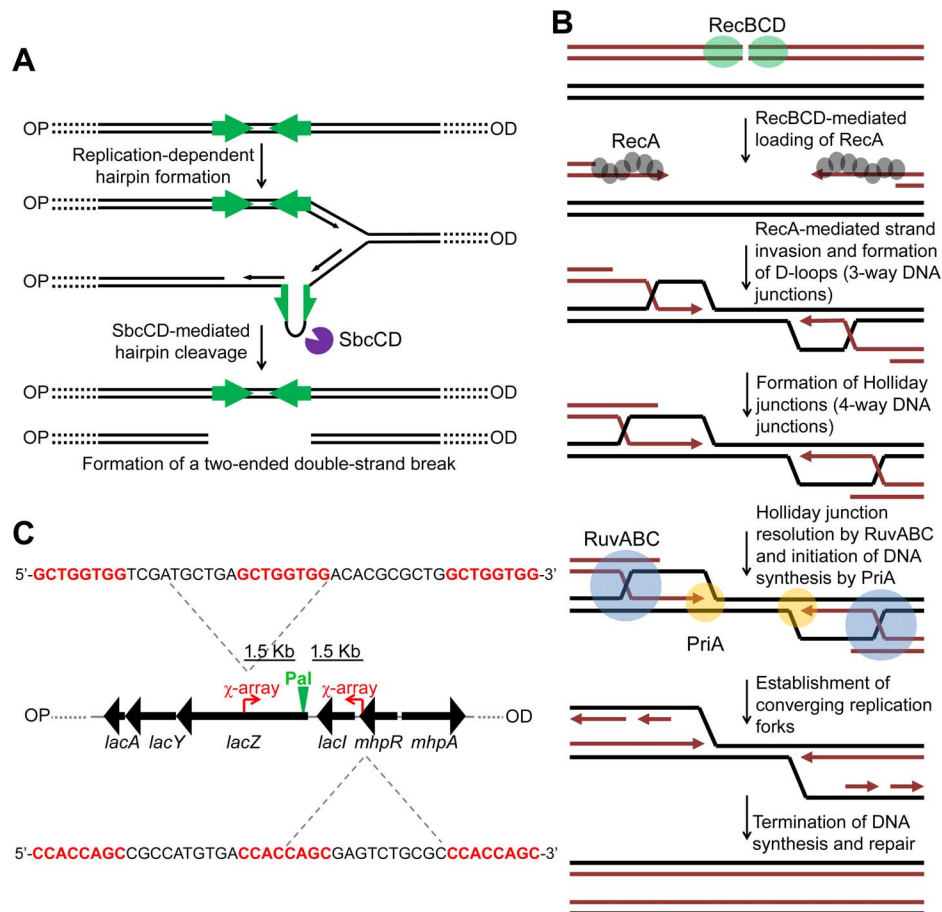 A
OP
OD
Replication-dependent
hairpin formation
OP
OD
OP
SbcCD-mediated
hairpin cleavage
SbcCD
OP
OD
OP
OD
Formation of a two-ended double-strand break
B
RecBCD
RecBCD-mediated
loading of RecA
RecA
RecA-mediated strand
invasion and formation
of D-loops (3-way DNA
junctions)
Formation of Holliday
junctions (4-way DNA
junctions)
Holliday junction
resolution by RuvABC
and initiation of DNA
synthesis by PriA
RuvABC
PriA
Establishment of
converging replication
forks
Termination of DNA
synthesis and repair
C
5’-GCTGGTGGTCGATGCTGAGCTGGTGGACACGCGCTGGCTGGTGG-3’
1.5 Kb 1.5 Kb
Pal
χ-array χ-array
OP OD
lacA lacY lacZ lacI mhpR mhpA
5’-CCACCAGCCGCCATGTGACCACCAGCGAGTCTGCGCCCACCAGC-3’